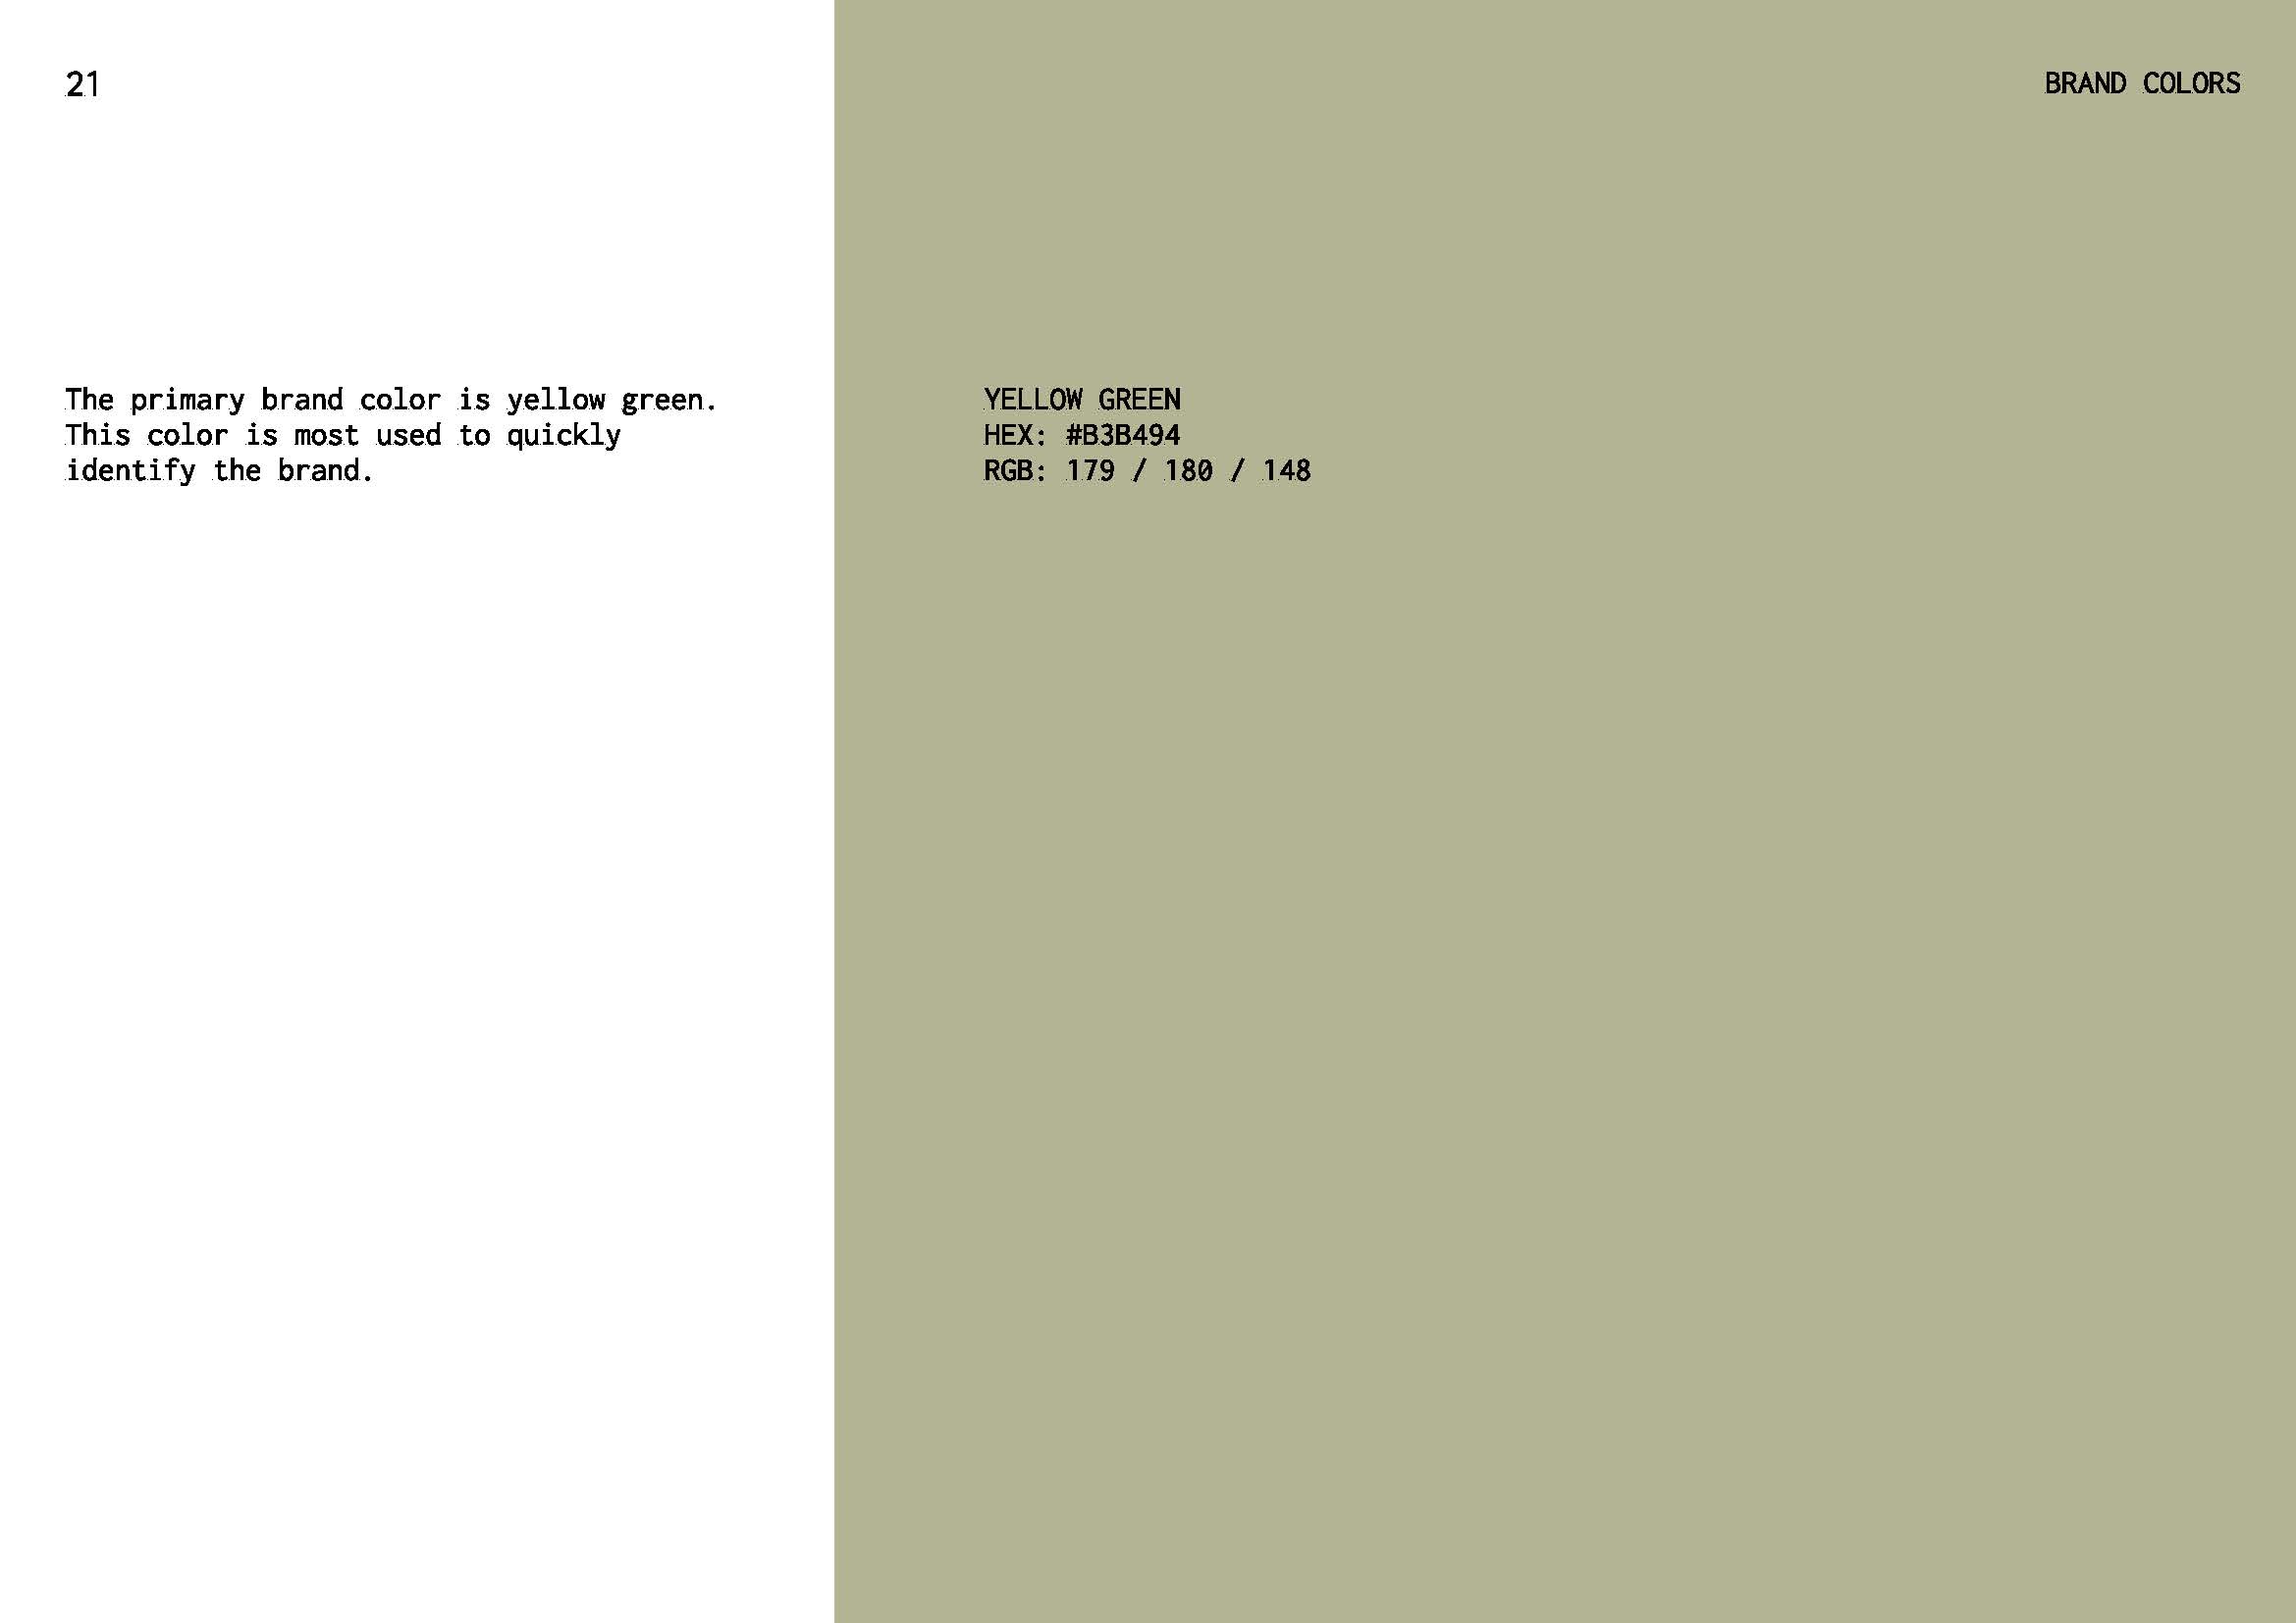 21
BRAND COLORS
The primary brand color is yellow green.
This color is most used to quickly
identify the brand.
YELLOW GREEN
HEX: #B3B494
RGB: 179 / 180 / 148